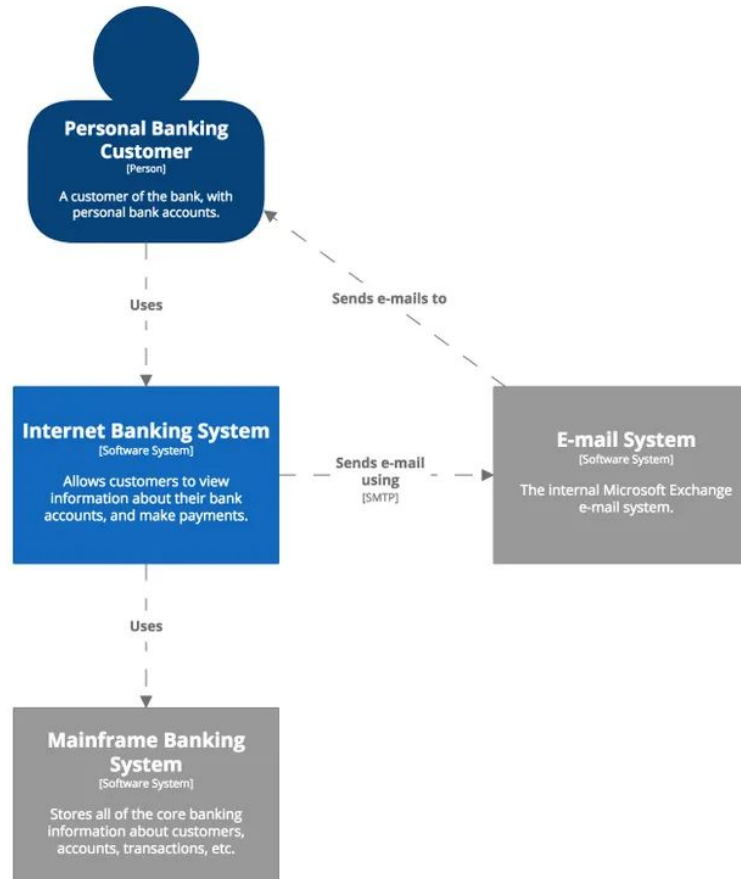 Personal Banking
Customer
[Person]
A customer of the bank, with
personal bank accounts.
Uses
Sends e-mails to
Internet Banking System
[Software System]
Allows customers to view
information about their bank
accounts, and make payments.
Sends e-mail
using
[SMTP]
E-mail System
[Software System]
The internal Microsoft Exchange
e-mail system.
Uses
Mainframe Banking
System
[Software System]
Stores all of the core banking
information about customers,
accounts, transactions, etc.